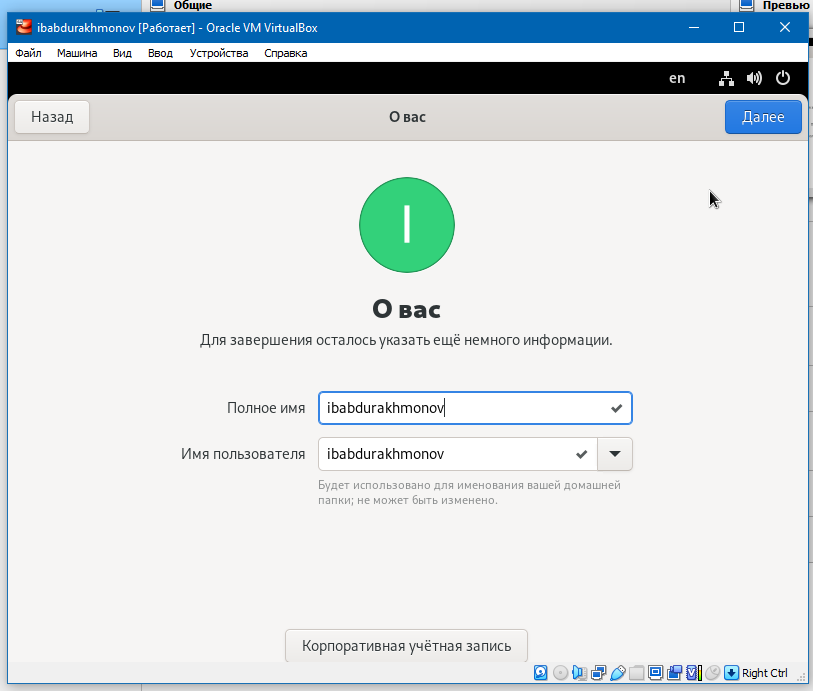 Общие
Превью
ibabdurakhmonov [Работает] - Oracle VM VirtualBox
Файл Машина Вид Ввод Устройства Справка
en
Назад
О вас
Далее
I
О вас
Для завершения осталось указать ещё немного информации.
Полное имя
ibabdurakhmonov
Имя пользователя
ibabdurakhmonov
Будет использовано для именования вашей домашней
папки; не может быть изменено.
Корпоративная учётная запись
Right Ctrl